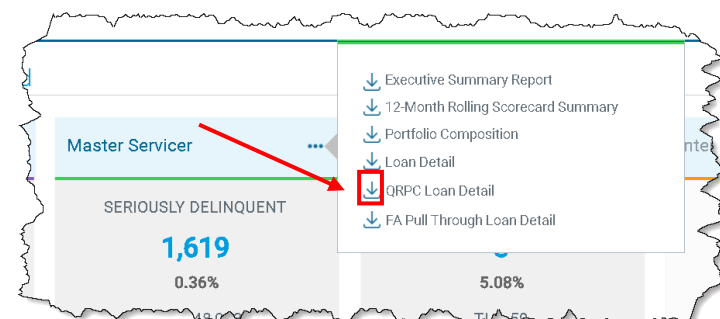 Executive Summary Report
12-Month Rolling Scorecard Summary
Portfolio Composition
Master Servicer
Loan Detail
QRPC Loan Detail
FA Pull Through Loan Detail
SERIOUSLY DELINQUENT
1,619
0.36%
5.08%